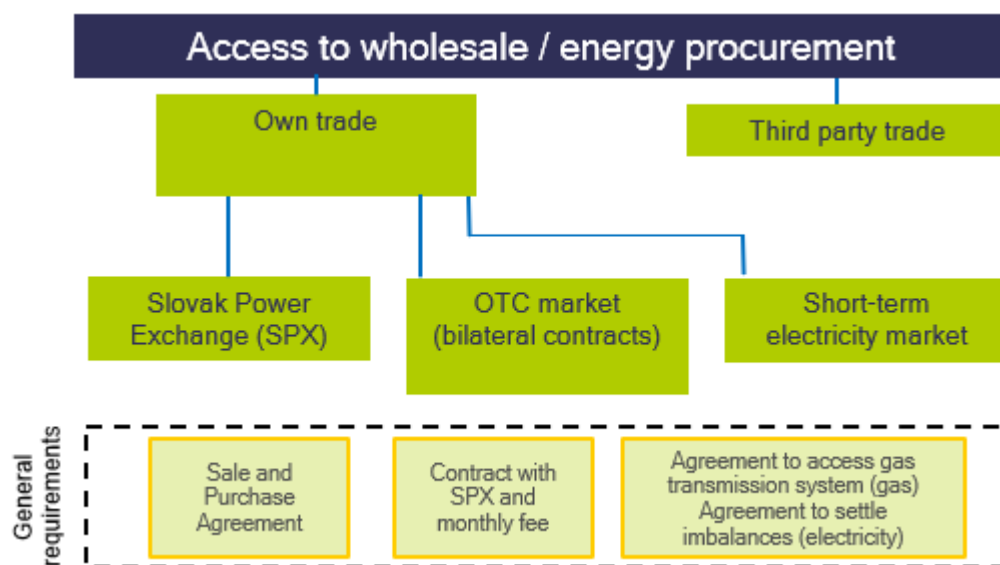 Access to wholesale / energy procurement
Own trade
Third party trade
Slovak Power
Exchange (SPX)
OTC market
(bilateral contracts)
Short-term
electricity market
General
requirements
Sale and
Purchase
Agreement
Contract with
SPX and
monthly fee
Agreement to access gas
transmission system (gas)
Agreement to settle
imbalances (electricity)